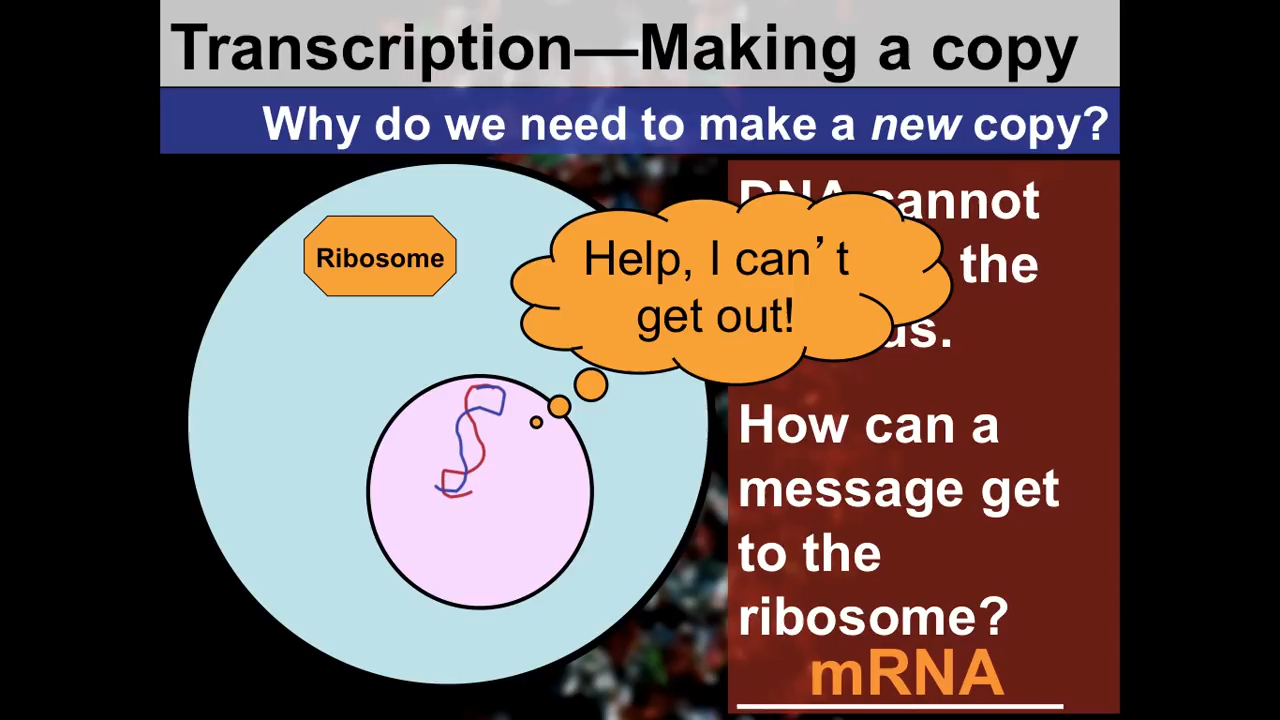 Transcription—Making a copy
Why do we need to make a new copy?
Ribosome
Help, I can’t
get out!
cannot
the
How can a
message get
to the
ribosome?
mRNA